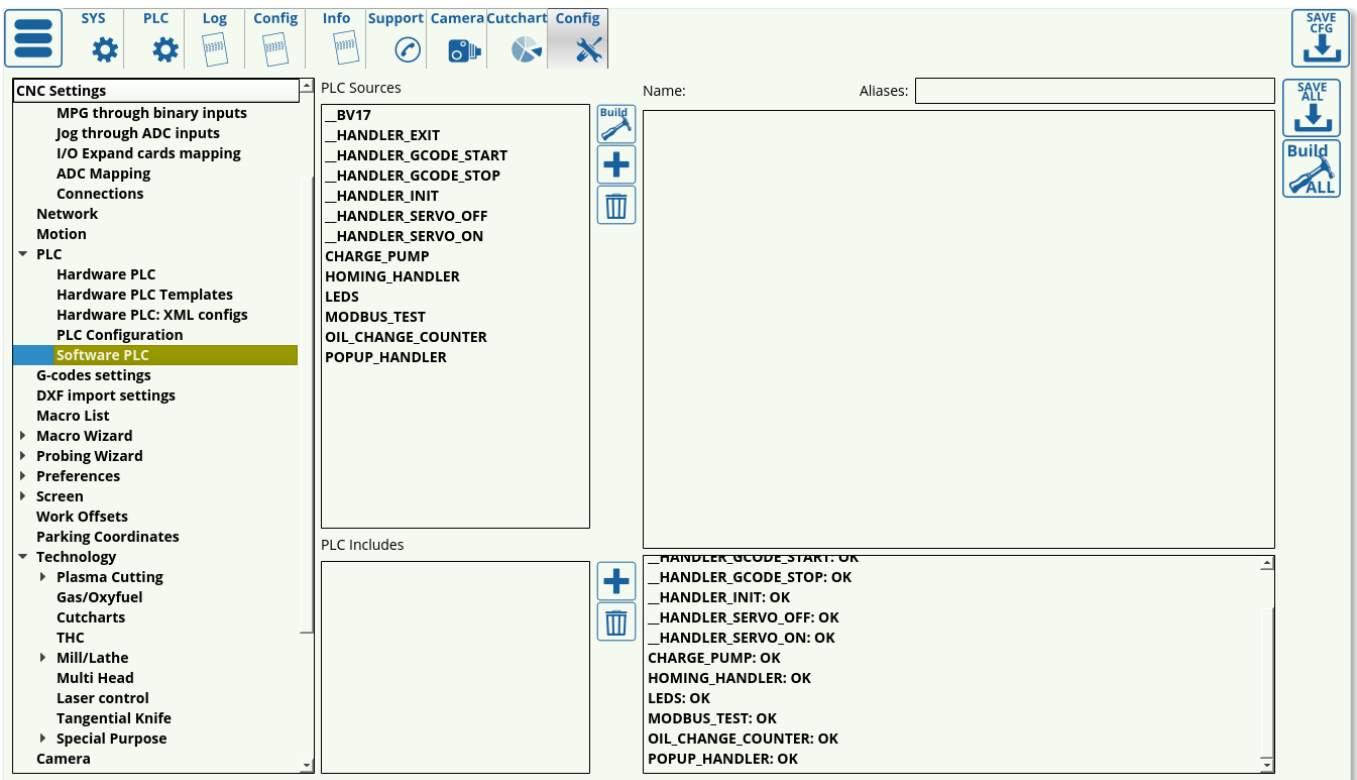 SYS PLC Log Config Info Support Camera Cutchart Config
SAVE CFG
CNC Settings
MPG through binary inputs
Jog through ADC inputs
I/O Expand cards mapping
ADC Mapping
Connections
Network
Motion
PLC
Hardware PLC
Hardware PLC Templates
Hardware PLC: XML configs
PLC Configuration
Software PLC
G-codes settings
DXF import settings
Macro List
Macro Wizard
Probing Wizard
Preferences
Screen
Work Offsets
Parking Coordinates
Technology
Plasma Cutting
Gas/Oxyfuel
Cutcharts
THC
Mill/Lathe
Multi Head
Laser control
Tangential Knife
Special Purpose
Camera
PLC Sources
__BV17
__HANDLER_EXIT
__HANDLER_GCODE_START
__HANDLER_GCODE_STOP
__HANDLER_INIT
__HANDLER_SERVO_OFF
__HANDLER_SERVO_ON
CHARGE_PUMP
HOMING_HANDLER
LEDS
MODBUS_TEST
OIL_CHANGE_COUNTER
POPUP_HANDLER
Build
PLC Includes
Name: Aliases:
__HANDLER_GCODE_START: OK
__HANDLER_GCODE_STOP: OK
__HANDLER_INIT: OK
__HANDLER_SERVO_OFF: OK
__HANDLER_SERVO_ON: OK
CHARGE_PUMP: OK
HOMING_HANDLER: OK
LEDS: OK
MODBUS_TEST: OK
OIL_CHANGE_COUNTER: OK
POPUP_HANDLER: OK
SAVE
ALL
Build
ALL